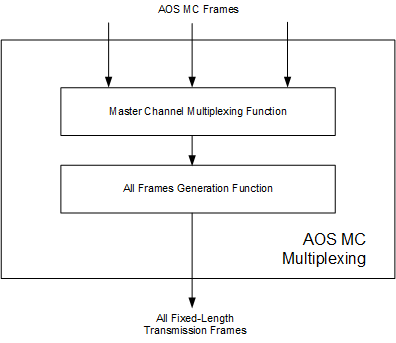 AOS MC Frames
Master Channel Multiplexing Function
All Frames Generation Function
AOS MC
Multiplexing
All Fixed-Length
Transmission Frames